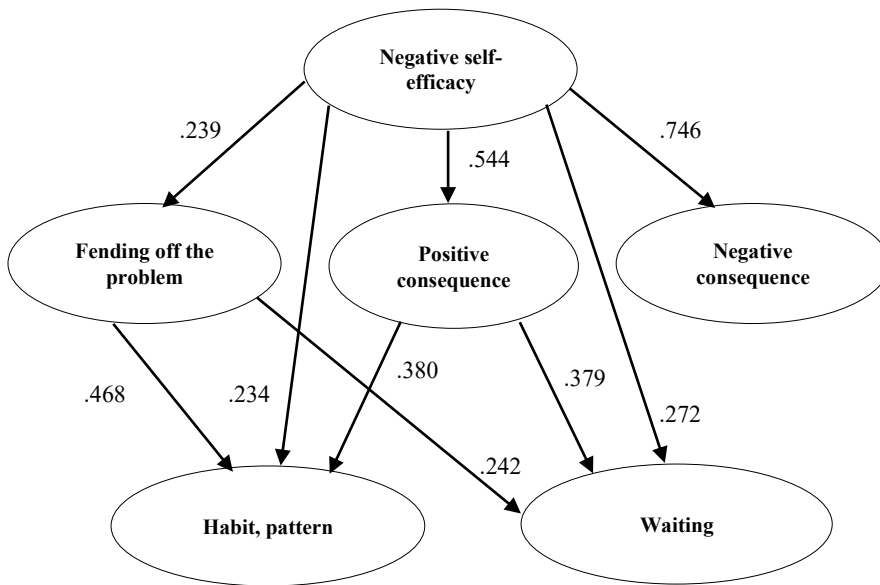 Negative self-
efficacy
.239
.746
.544
Fending off the
problem
Positive
consequence
Negative
consequence
.468
.234
.380
.379
.272
.242
Habit, pattern
Waiting